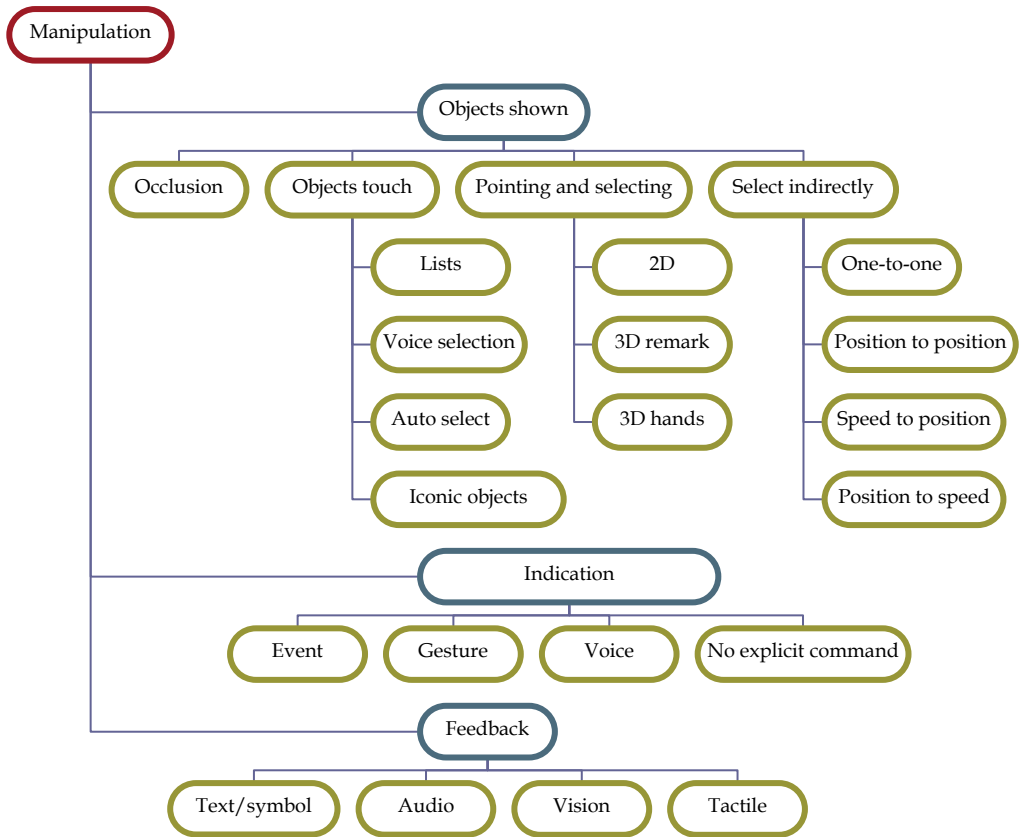 Manipulation
Objects shown
Occlusion
Objects touch
Pointing and selecting
Select indirectly
Lists
2D
One-to-one
Voice selection
3D remark
Position to position
Auto select
3D hands
Speed to position
Iconic objects
Position to speed
Indication
Event
Gesture
Voice
No explicit command
Feedback
Text/symbol
Audio
Vision
Tactile